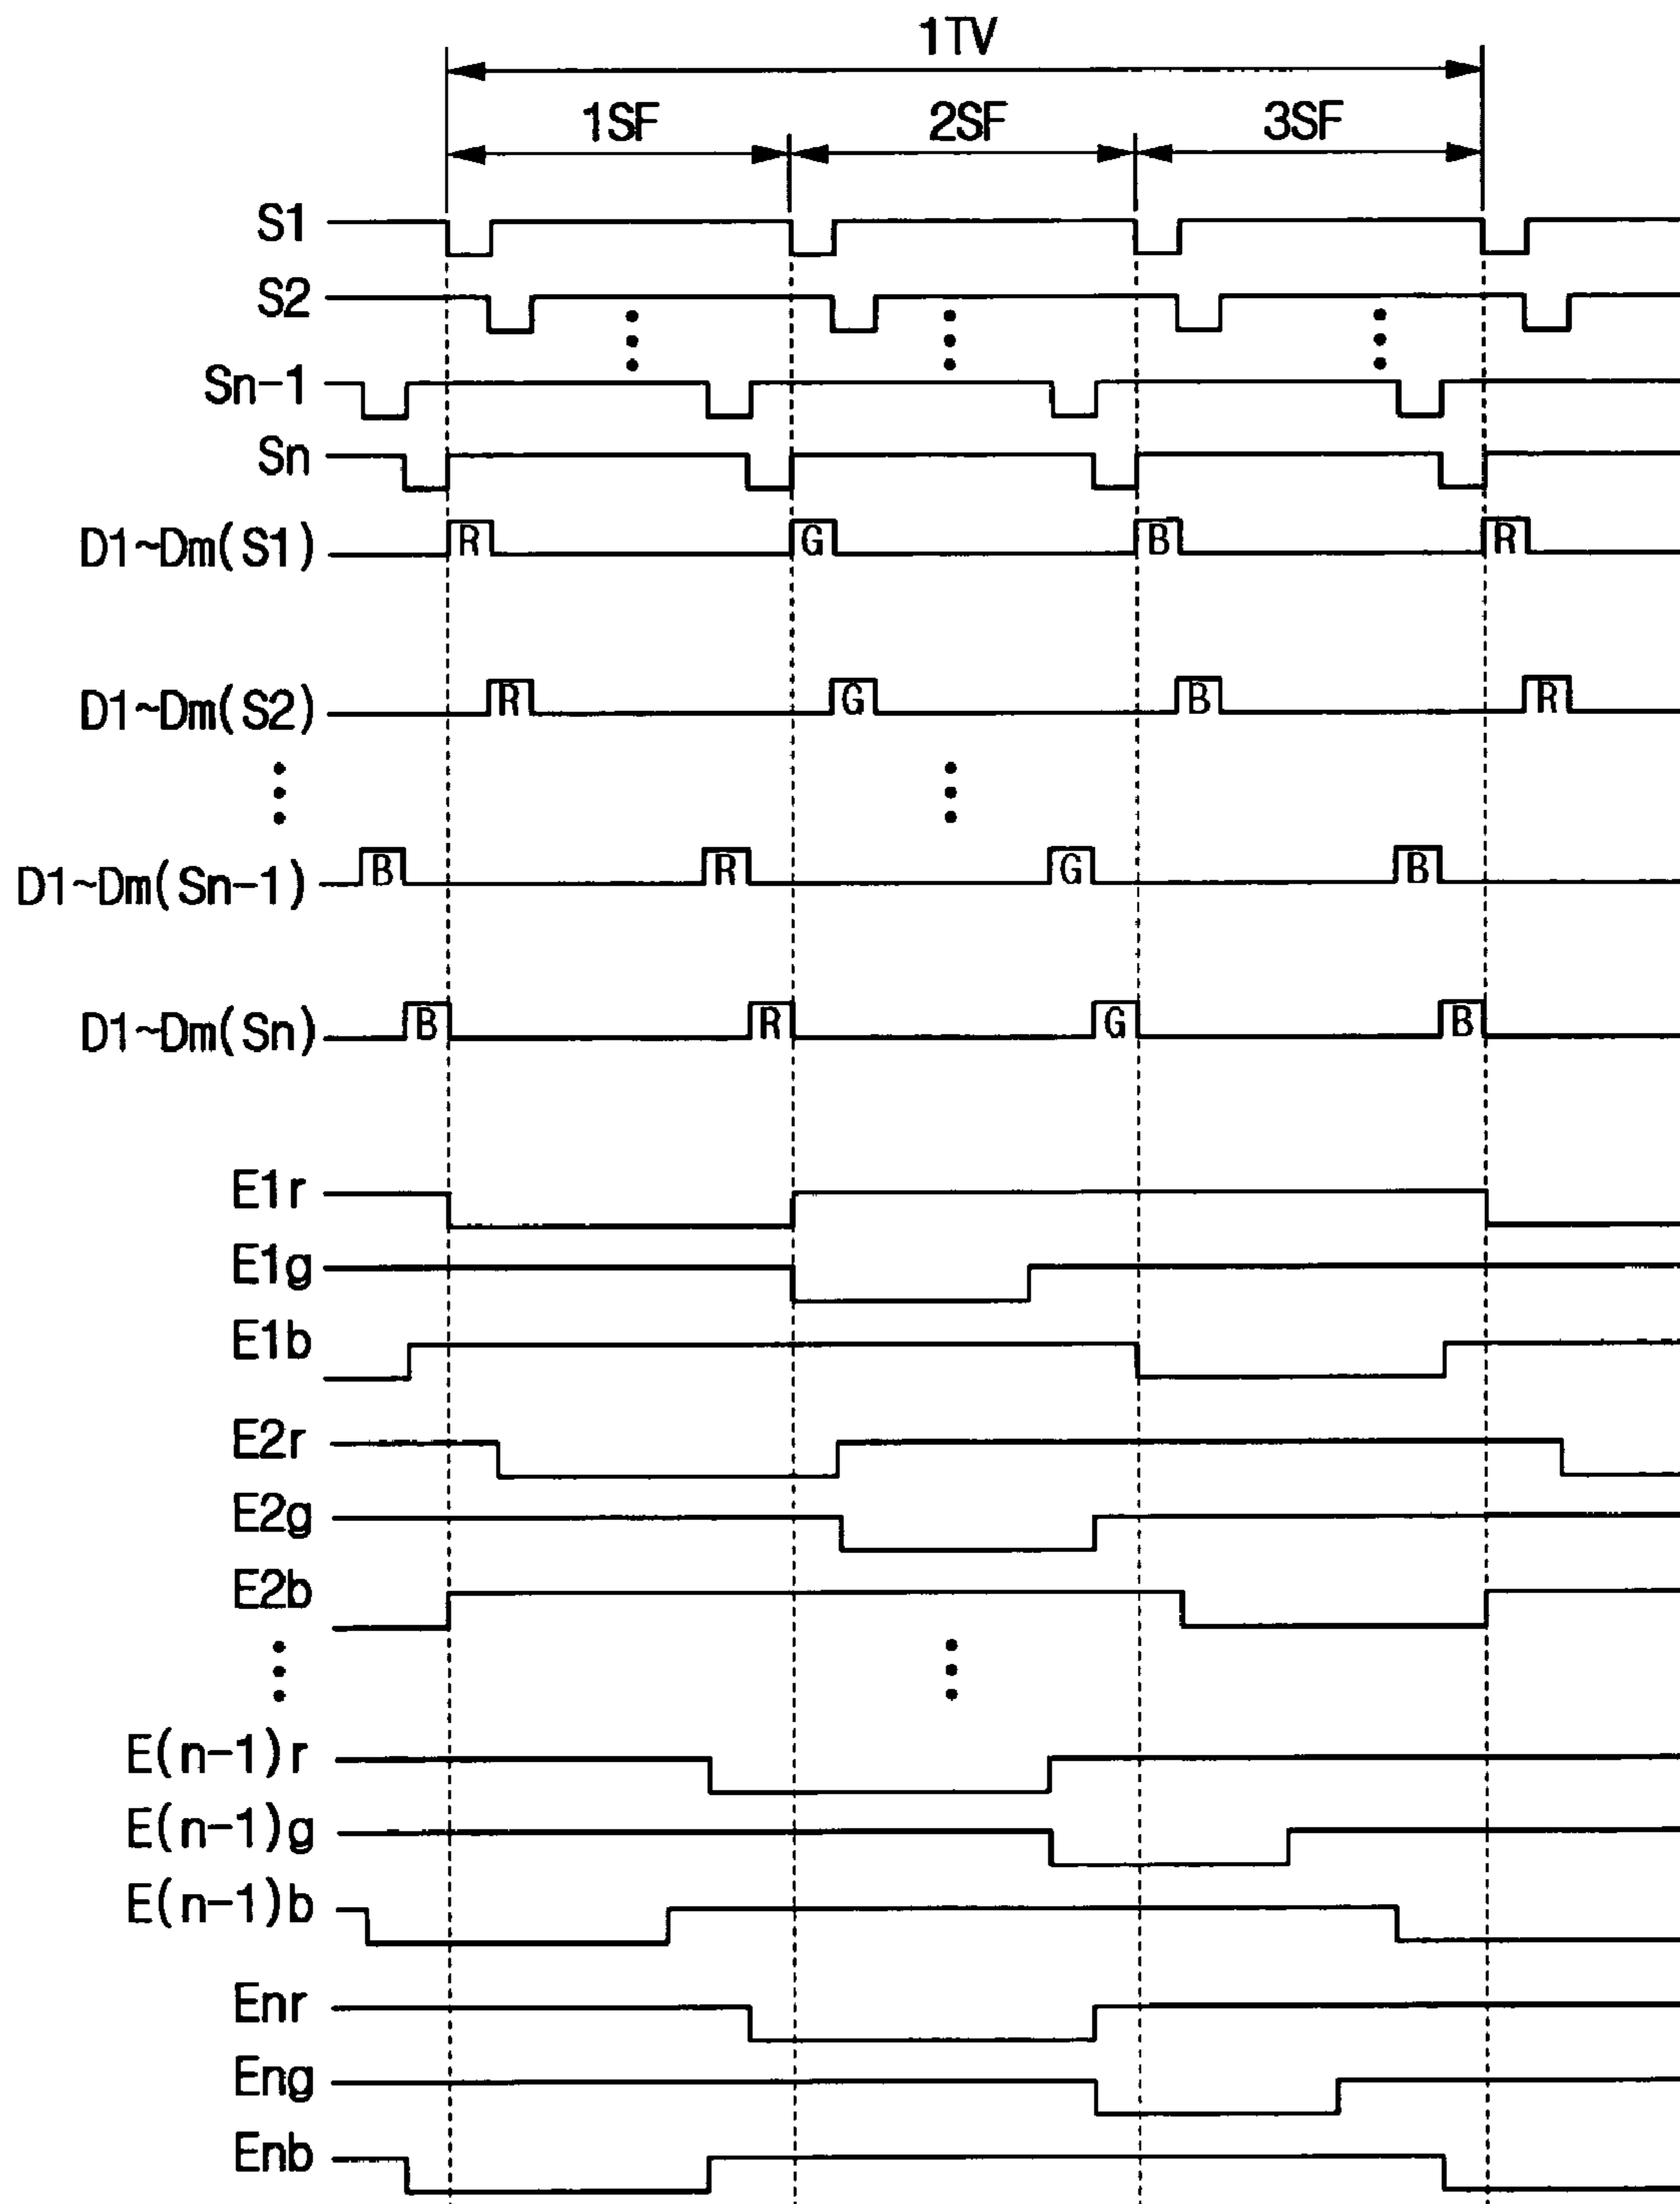 1TV
1SF 2SF 3SF
S1
S2
Sn-1
Sn
D1~Dm(S1) R G B R
D1~Dm(S2) R G B R
D1~Dm(Sn-1) B R G B
D1~Dm(Sn) B R G B
E1r
E1g
E1b
E2r
E2g
E2b
E(n-1)r
E(n-1)g
E(n-1)b
Enr
Eng
Enb